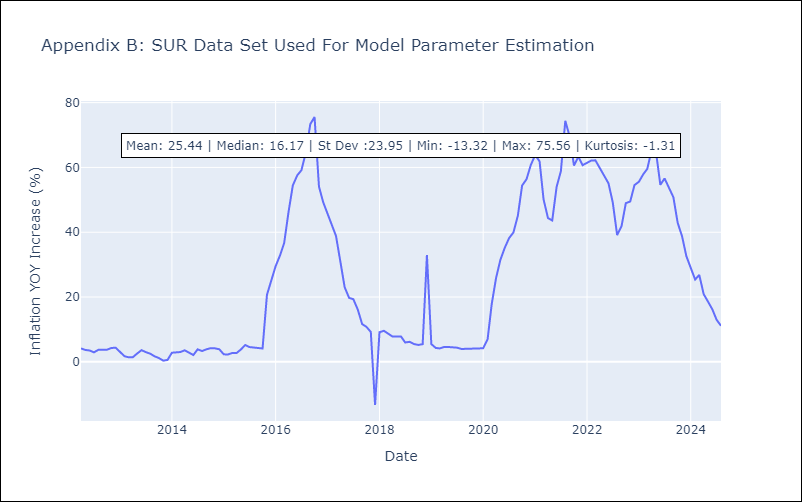 Appendix B: SUR Data Set Used For Model Parameter Estimation
80
Mean: 25.44 | Median: 16.17 | St Dev :23.95 | Min: -13.32 | Max: 75.56 | Kurtosis: -1.31
60
40
20
0
Inflation YOY Increase (%)
2014
2016
2018
2020
2022
2024
Date